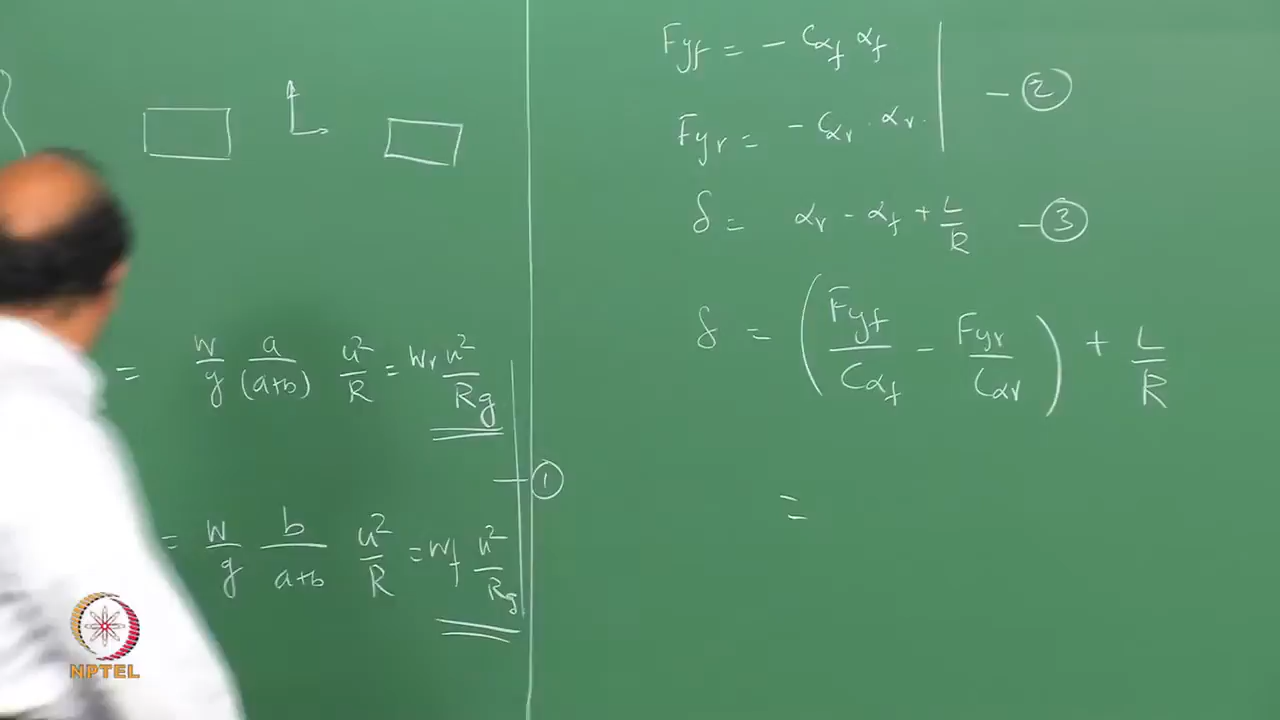 = W/g a/(a+b) u²/R = Wr u²/Rg
— ①
= W/g b/a+b u²/R = Wf u²/Rg
Fyf = - Cαf αf
— ②
Fyr = - Cαr . αr.
δ = αr - αf + L/R — ③
δ = (Fyf/Cαf - Fyr/Cαr) + L/R
=
NPTEL